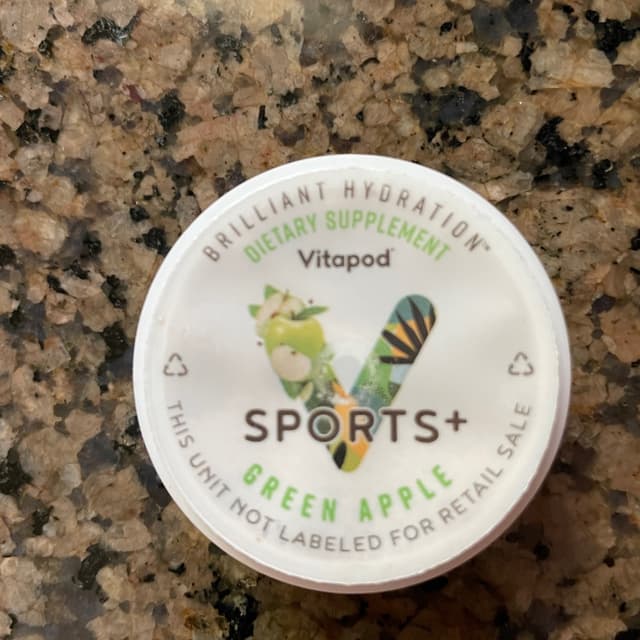 BRILLIANT HYDRATION™
DIETARY SUPPLEMENT
Vitapod
SPORTS+
GREEN APPLE
THIS UNIT NOT LABELED FOR RETAIL SALE